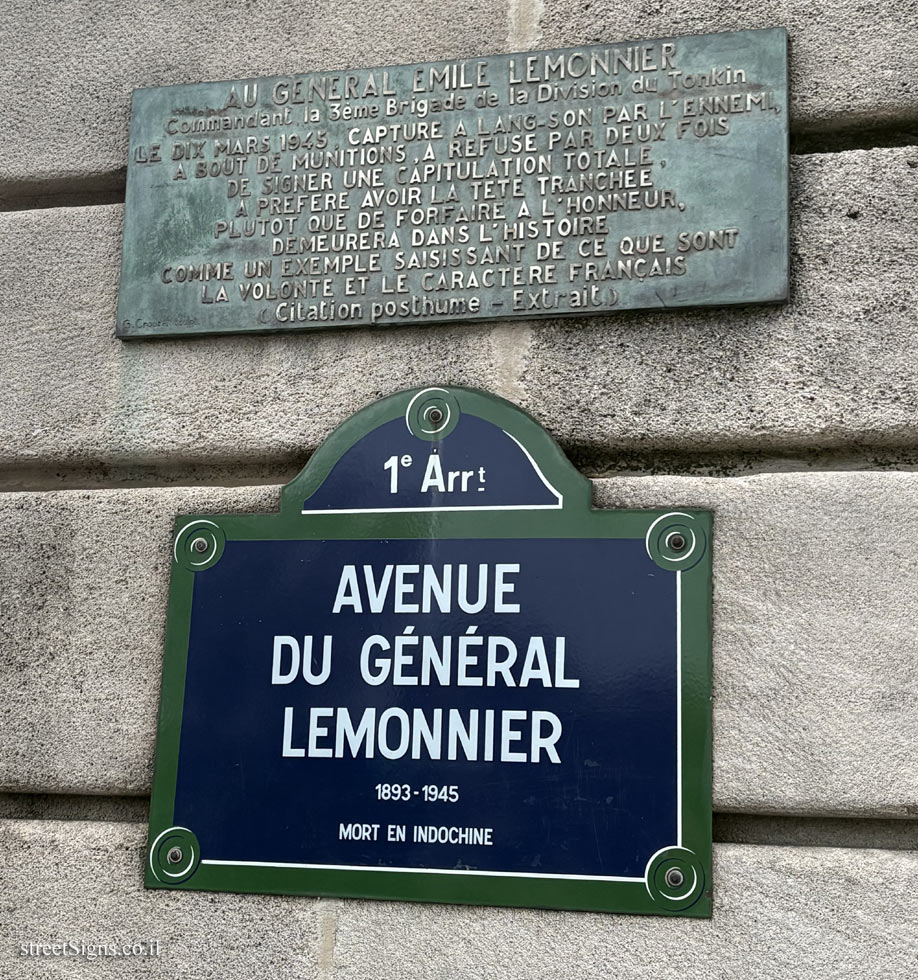 AU GENERAL EMILE LEMONNIER
Commandant la 3ème Brigade de la Division du Tonkin
LE DIX MARS 1945, CAPTURE A LANG-SON PAR L'ENNEMI,
A BOUT DE MUNITIONS, A REFUSE PAR DEUX FOIS
DE SIGNER UNE CAPITULATION TOTALE,
A PREFERE AVOIR LA TETE TRANCHEE
PLUTOT QUE DE FORFAIRE A L'HONNEUR,
DEMEURERA DANS L'HISTOIRE
COMME UN EXEMPLE SAISISSANT DE CE QUE SONT
LA VOLONTE ET LE CARACTERE FRANÇAIS
(Citation posthume - Extrait.)
1e Arrt
AVENUE
DU GÉNÉRAL
LEMONNIER
1893-1945
MORT EN INDOCHINE
streetSigns.co.il